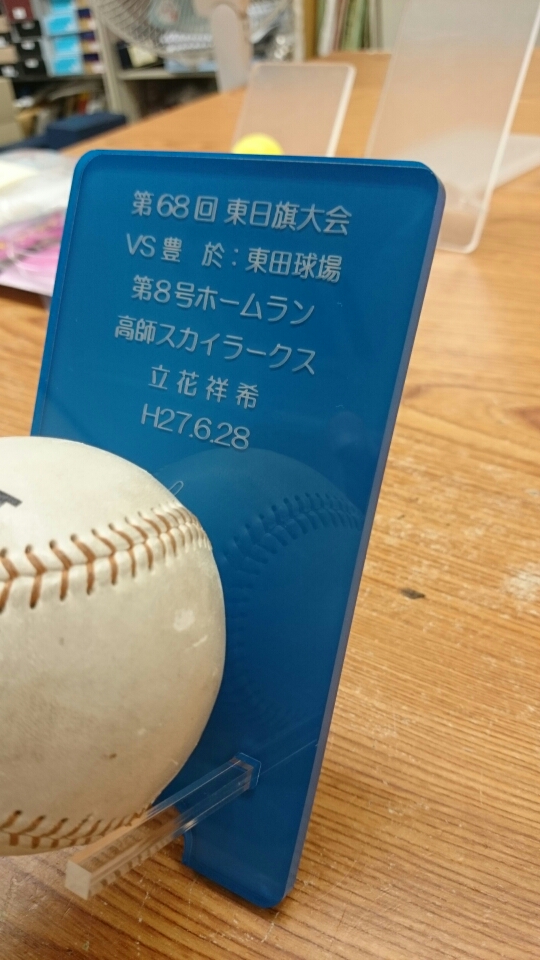 第68回 東日旗大会
VS 豊　於：東田球場
第8号ホームラン
高師スカイラークス
立花祥希
H27.6.28